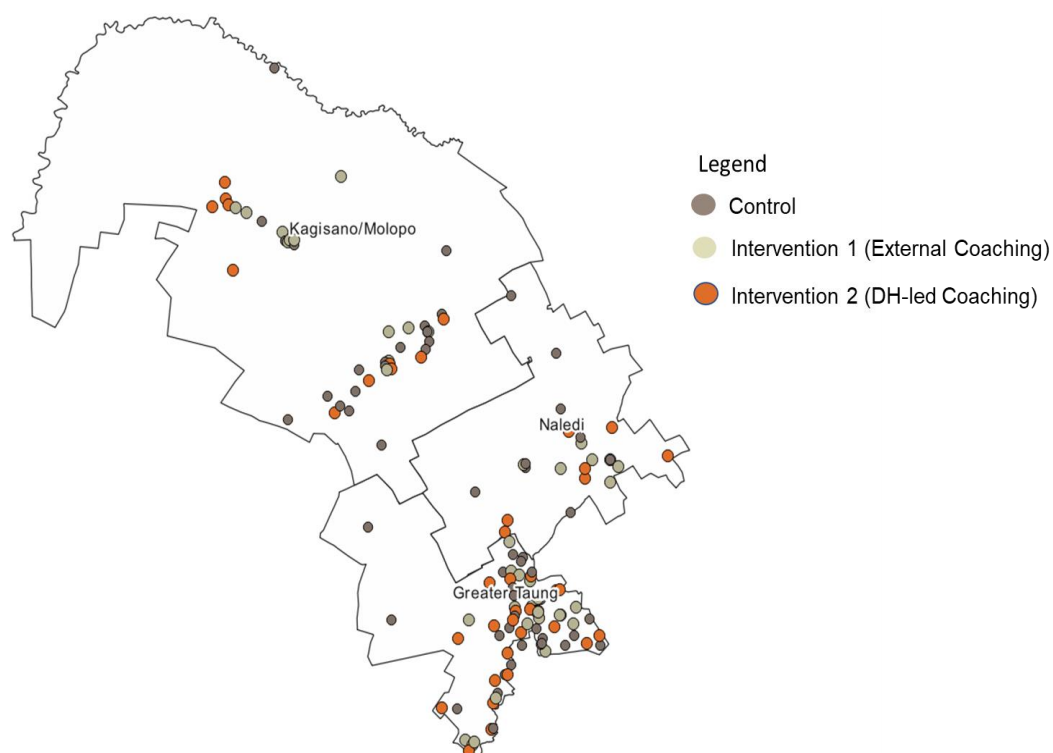 Legend
Control
Kagisano/Molopo
Intervention 1 (External Coaching)
Intervention 2 (DH-led Coaching)
Naledi
Greater Taung